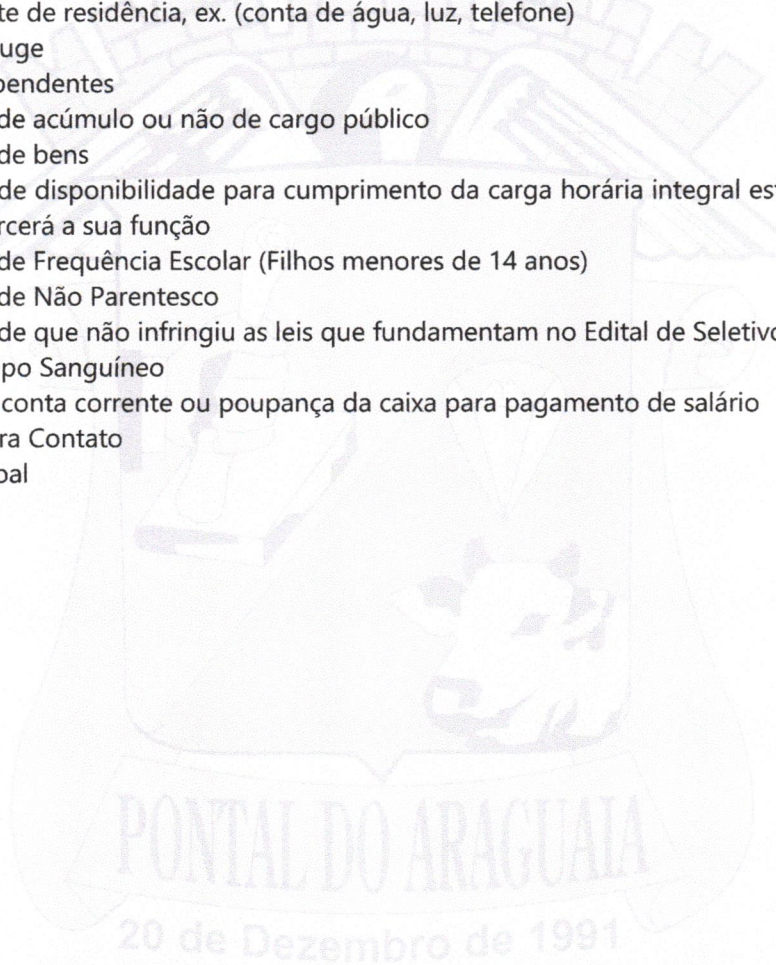 te de residência, ex. (conta de água, luz, telefone)
uge
pendentes
de acúmulo ou não de cargo público
de bens
de disponibilidade para cumprimento da carga horária integral es
rcerá a sua função
de Frequência Escolar (Filhos menores de 14 anos)
de Não Parentesco
de que não infringiu as leis que fundamentam no Edital de Seletivo
po Sanguíneo
conta corrente ou poupança da caixa para pagamento de salário
ra Contato
pal
PONTAL DO ARAGUAIA
20 de Dezembro de 1991